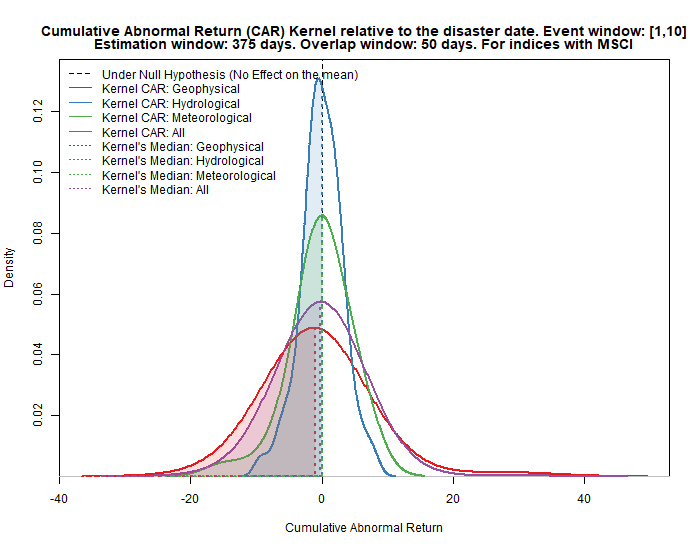 Cumulative Abnormal Return (CAR) Kernel relative to the disaster date. Event window: [1,10]
Estimation window: 375 days. Overlap window: 50 days. For indices with MSCI
Under Null Hypothesis (No Effect on the mean)
Kernel CAR: Geophysical
Kernel CAR: Hydrological
Kernel CAR: Meteorological
Kernel CAR: All
Kernel's Median: Geophysical
Kernel's Median: Hydrological
Kernel's Median: Meteorological
Kernel's Median: All
Density
0.12
0.10
0.08
0.06
0.04
0.02
-40
-20
0
20
40
Cumulative Abnormal Return